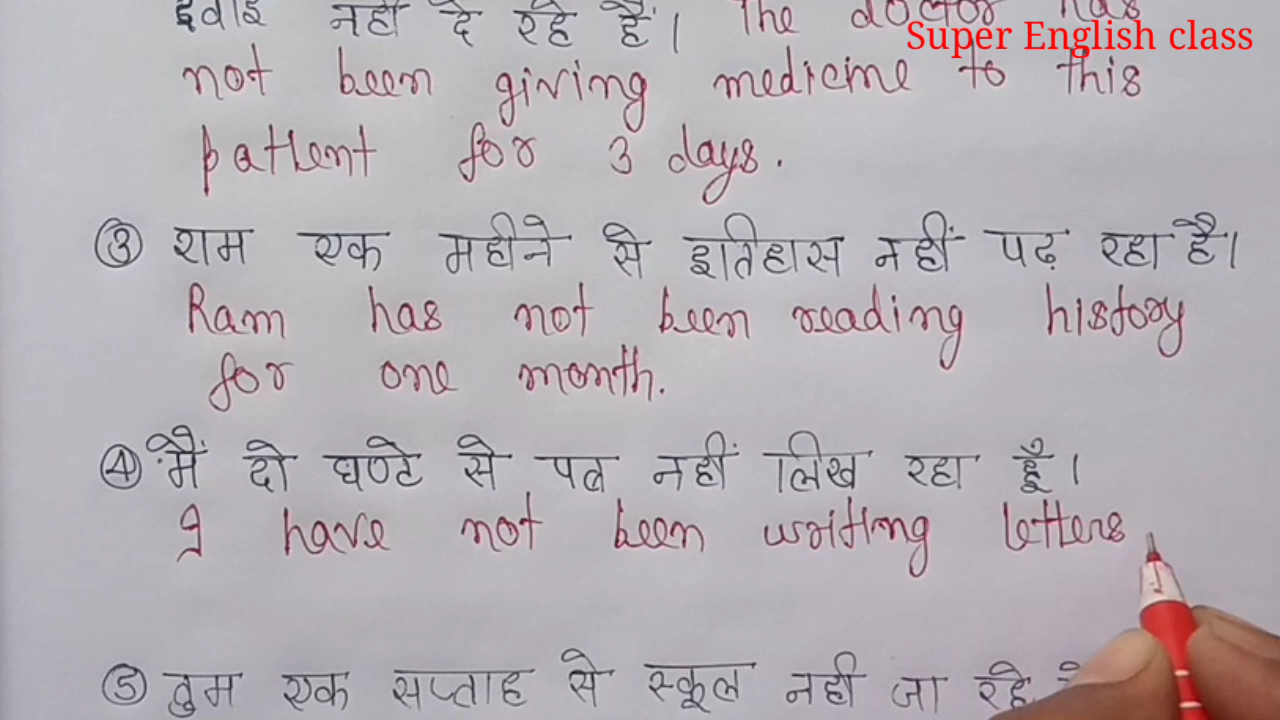 दवाई नहीं दे रहे हैं। The doctor has
Super English class
not been giving medicine to this
patient for 3 days.
③ राम एक महीने से इतिहास नहीं पढ़ रहा है।
Ram has not been reading history
for one month.
④ मैं दो घण्टे से पत्र नहीं लिख रहा हूँ।
I have not been writing letters
⑤ तुम एक सप्ताह से स्कूल नहीं जा रहे